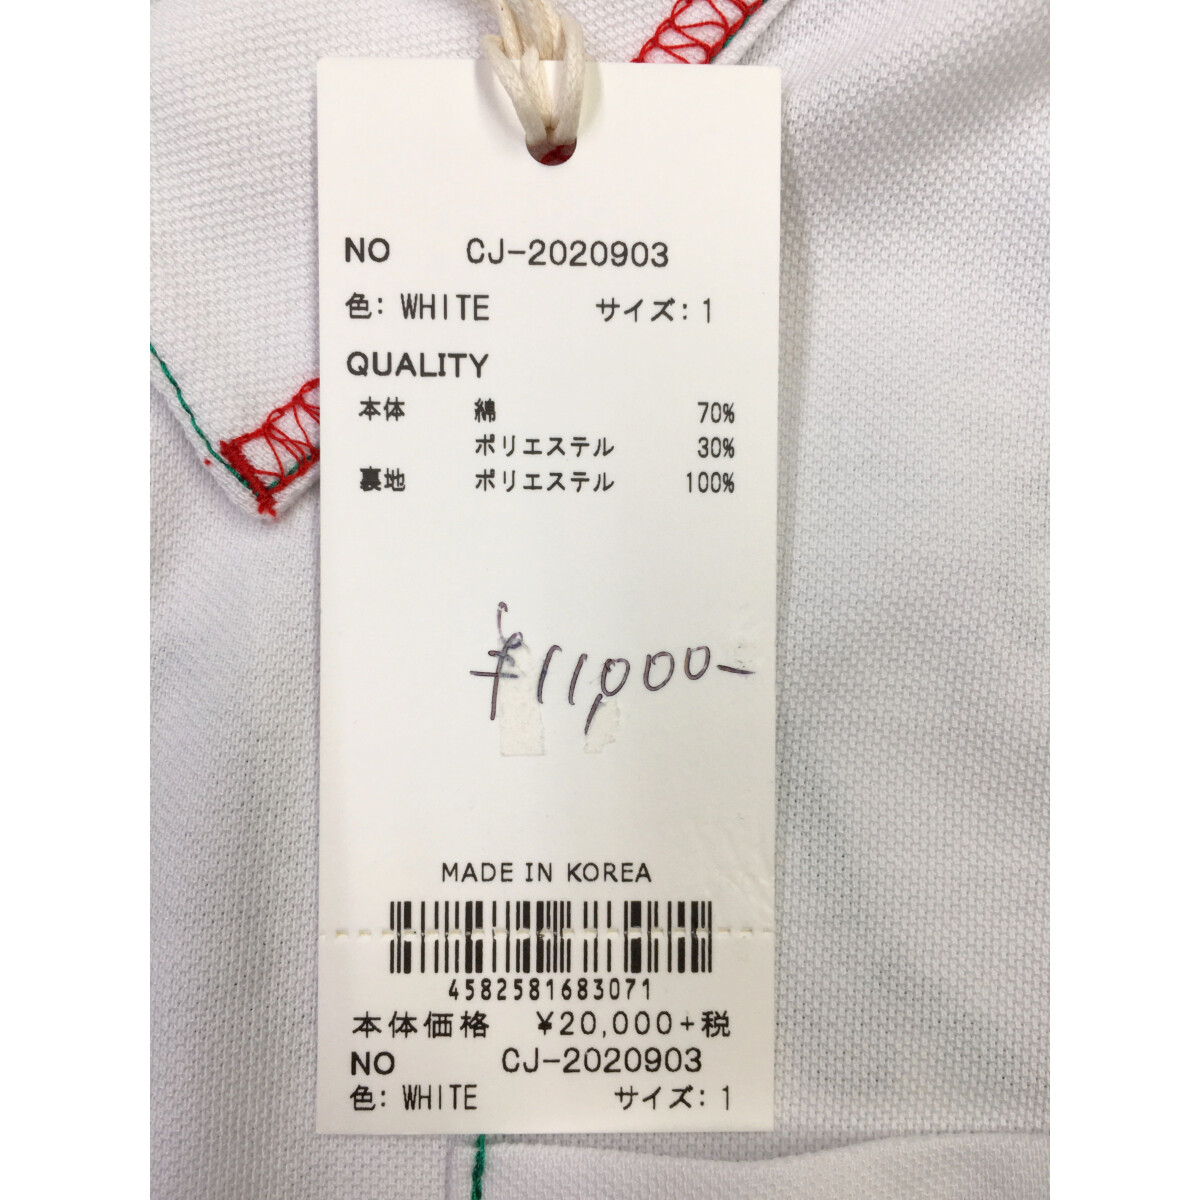 NO CJ-2020903
色: WHITE サイズ: 1
QUALITY
本体 綿 70%
ポリエステル 30%
裏地 ポリエステル 100%
¥11,000-
MADE IN KOREA
4582581683071
本体価格 ¥20,000+税
NO CJ-2020903
色: WHITE サイズ: 1